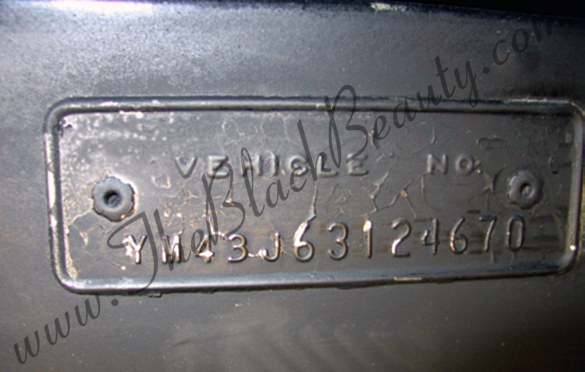 VEHICLE NO.
YM43J63124670
www.TheBlackBeauty.com